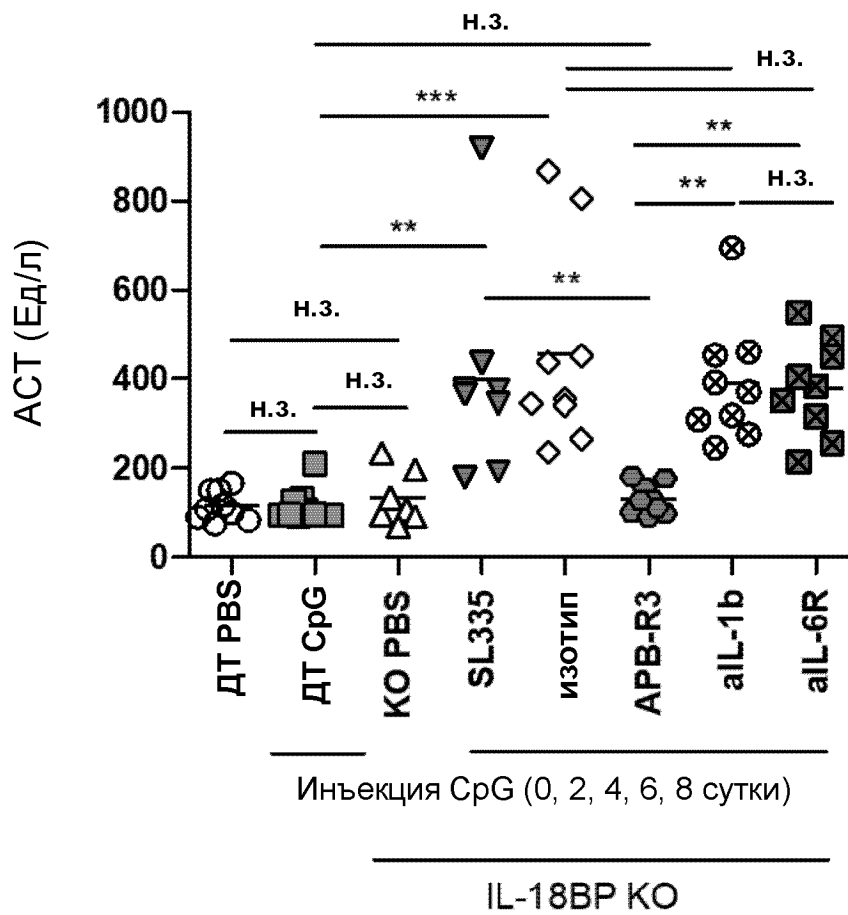 н.з.
н.з.
1000
***
**
800
**
н.з.
**
600
**
н.з.
400
н.з.
н.з.
200
0
АСТ (Ед/л)
ДТ PBS
ДТ CpG
KO PBS
SL335
изотип
APB-R3
aIL-1b
aIL-6R
Инъекция CpG (0, 2, 4, 6, 8 сутки)
IL-18BP KO